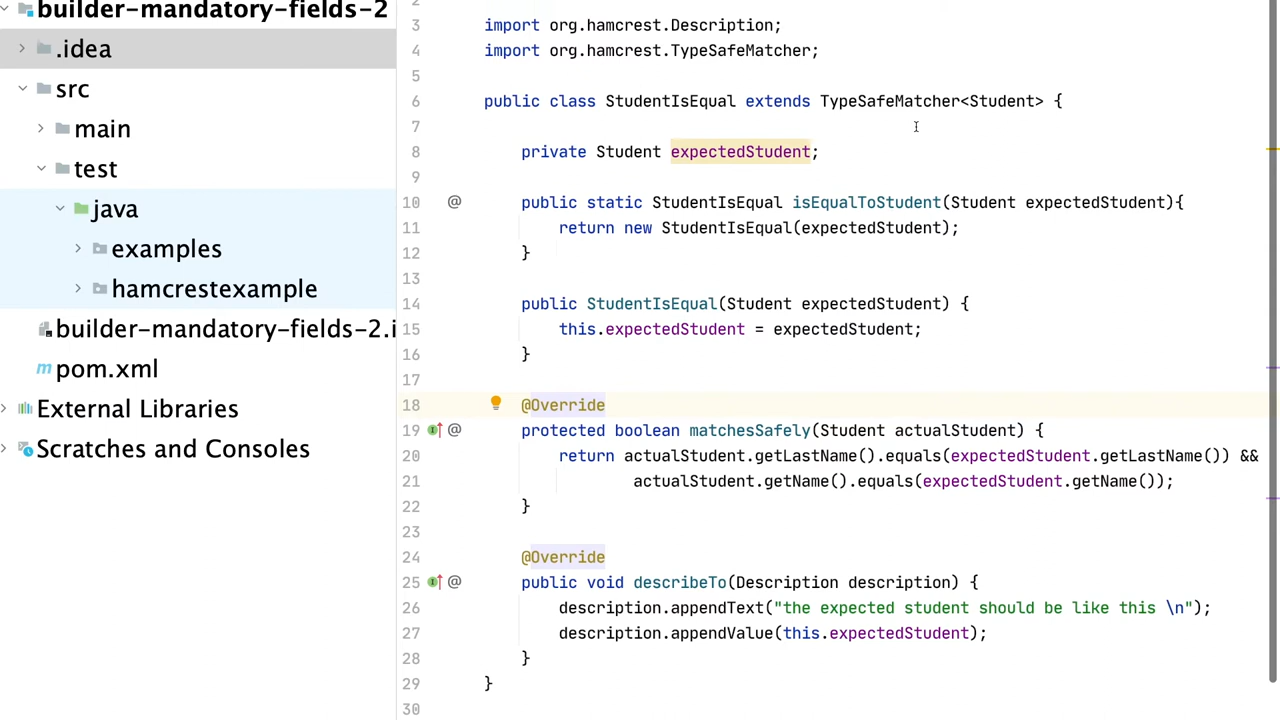 builder-mandatory-fields-2
.idea
src
main
test
java
examples
hamcrestexample
builder-mandatory-fields-2.i
pom.xml
External Libraries
Scratches and Consoles
2
3 import org.hamcrest.Description;
4 import org.hamcrest.TypeSafeMatcher;
5
6 public class StudentIsEqual extends TypeSafeMatcher<Student> {
7
8 private Student expectedStudent;
9
10 @ public static StudentIsEqual isEqualToStudent(Student expectedStudent){
11 return new StudentIsEqual(expectedStudent);
12 }
13
14 public StudentIsEqual(Student expectedStudent) {
15 this.expectedStudent = expectedStudent;
16 }
17
18 @Override
19 @ protected boolean matchesSafely(Student actualStudent) {
20 return actualStudent.getLastName().equals(expectedStudent.getLastName()) &&
21 actualStudent.getName().equals(expectedStudent.getName());
22 }
23
24 @Override
25 @ public void describeTo(Description description) {
26 description.appendText("the expected student should be like this \n");
27 description.appendValue(this.expectedStudent);
28 }
29 }
30